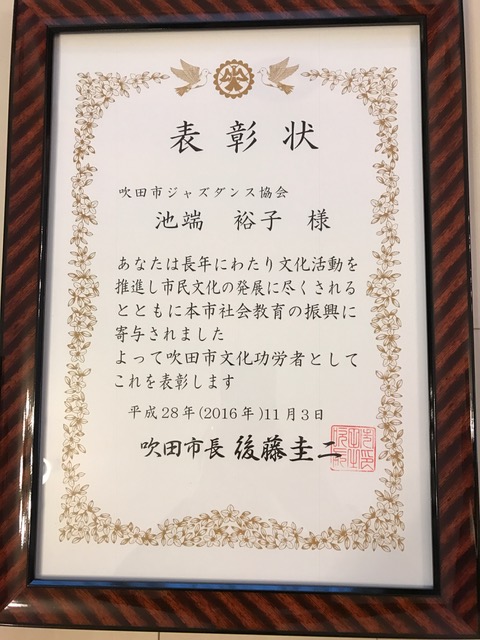 表彰状
吹田市ジャズダンス協会
池端 裕子 様
あなたは長年にわたり文化活動を
推進し市民文化の発展に尽くされる
とともに本市社会教育の振興に
寄与されました
よって吹田市文化功労者として
これを表彰します
平成28年(2016年)11月3日
吹田市長 後藤圭二